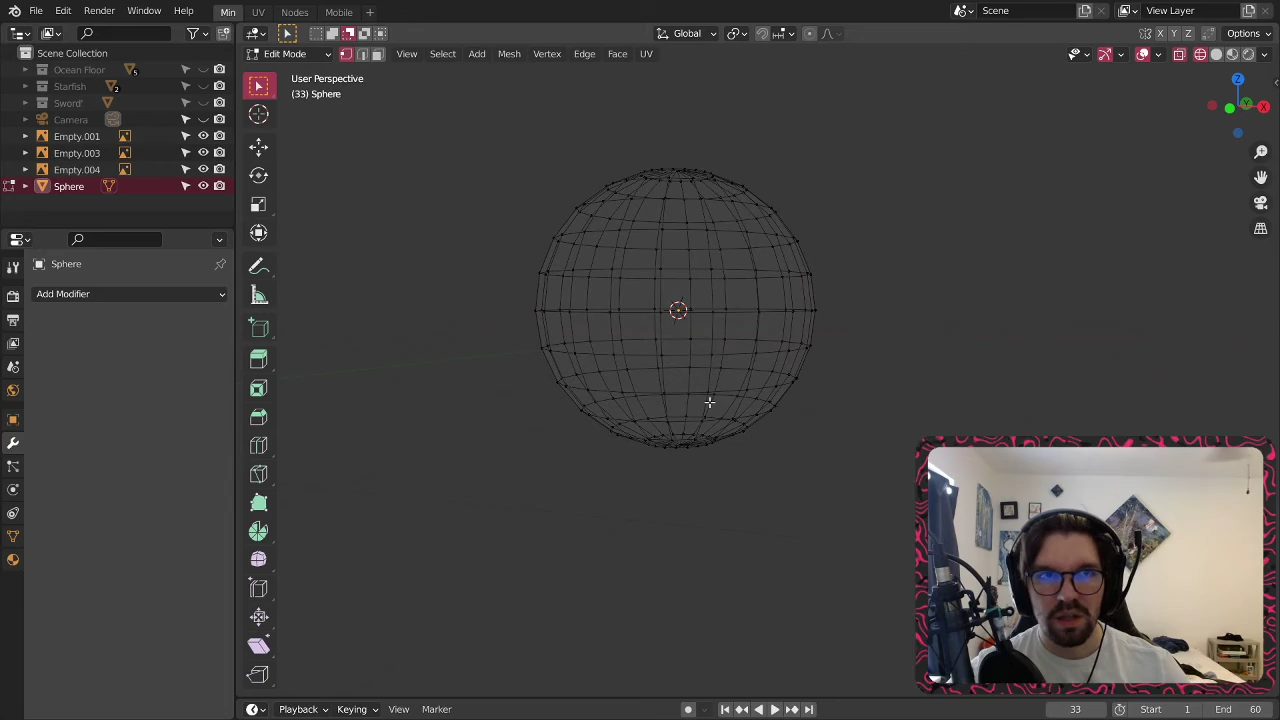 File Edit Render Window Help Min UV Nodes Mobile Scene View Layer
Global Options
Edit Mode View Select Add Mesh Vertex Edge Face UV X Y Z
Scene Collection
Ocean Floor 5
Starfish 2
Sword'
Camera
Empty.001
Empty.003
Empty.004
Sphere
User Perspective
(33) Sphere
Z
Y
X
Sphere
Add Modifier
Playback Keying View Marker 33 Start 1 End 60